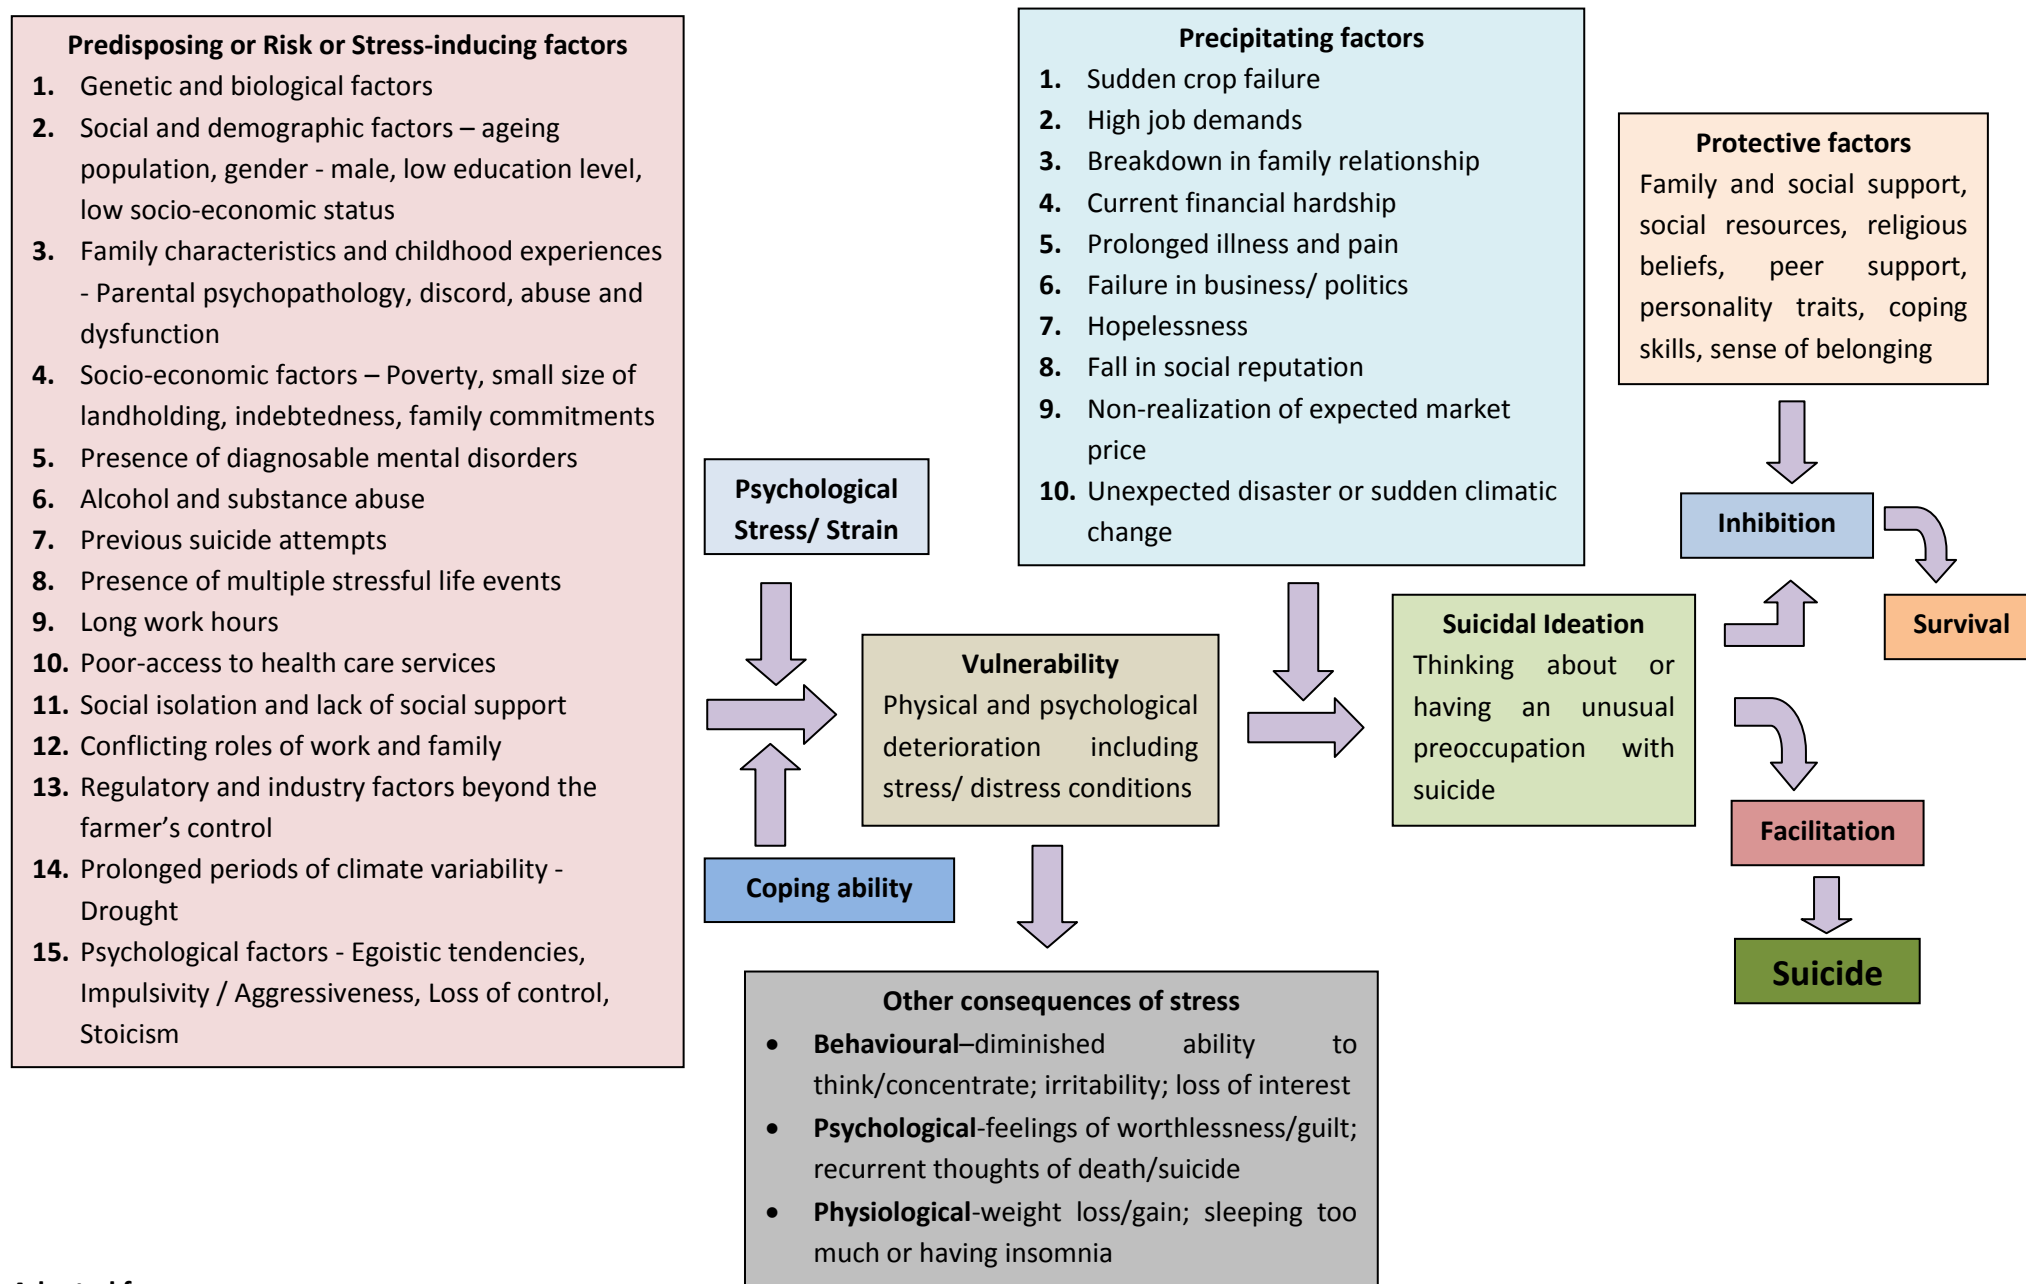 Predisposing or Risk or Stress-inducing factors
1. Genetic and biological factors
2. Social and demographic factors – ageing
population, gender - male, low education level,
low socio-economic status
3. Family characteristics and childhood experiences
- Parental psychopathology, discord, abuse and
dysfunction
4. Socio-economic factors – Poverty, small size of
landholding, indebtedness, family commitments
5. Presence of diagnosable mental disorders
6. Alcohol and substance abuse
7. Previous suicide attempts
8. Presence of multiple stressful life events
9. Long work hours
10. Poor-access to health care services
11. Social isolation and lack of social support
12. Conflicting roles of work and family
13. Regulatory and industry factors beyond the
farmer’s control
14. Prolonged periods of climate variability -
Drought
15. Psychological factors - Egoistic tendencies,
Impulsivity / Aggressiveness, Loss of control,
Stoicism
Psychological
Stress/ Strain
Coping ability
Precipitating factors
1. Sudden crop failure
2. High job demands
3. Breakdown in family relationship
4. Current financial hardship
5. Prolonged illness and pain
6. Failure in business/ politics
7. Hopelessness
8. Fall in social reputation
9. Non-realization of expected market
price
10. Unexpected disaster or sudden climatic
change
Vulnerability
Physical and psychological
deterioration including
stress/ distress conditions
Other consequences of stress
• Behavioural–diminished ability to
think/concentrate; irritability; loss of interest
• Psychological-feelings of worthlessness/guilt;
recurrent thoughts of death/suicide
• Physiological-weight loss/gain; sleeping too
much or having insomnia
Suicidal Ideation
Thinking about or
having an unusual
preoccupation with
suicide
Protective factors
Family and social support,
social resources, religious
beliefs, peer support,
personality traits, coping
skills, sense of belonging
Inhibition
Survival
Facilitation
Suicide